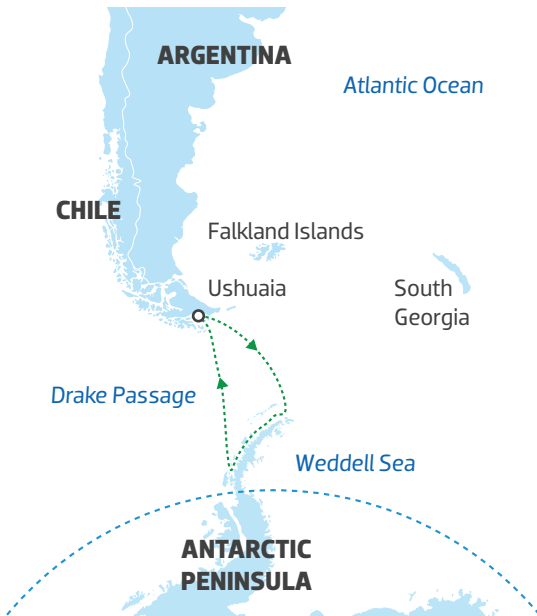 ARGENTINA
Atlantic Ocean
CHILE
Falkland Islands
Ushuaia
South
Georgia
Drake Passage
Weddell Sea
ANTARCTIC
PENINSULA